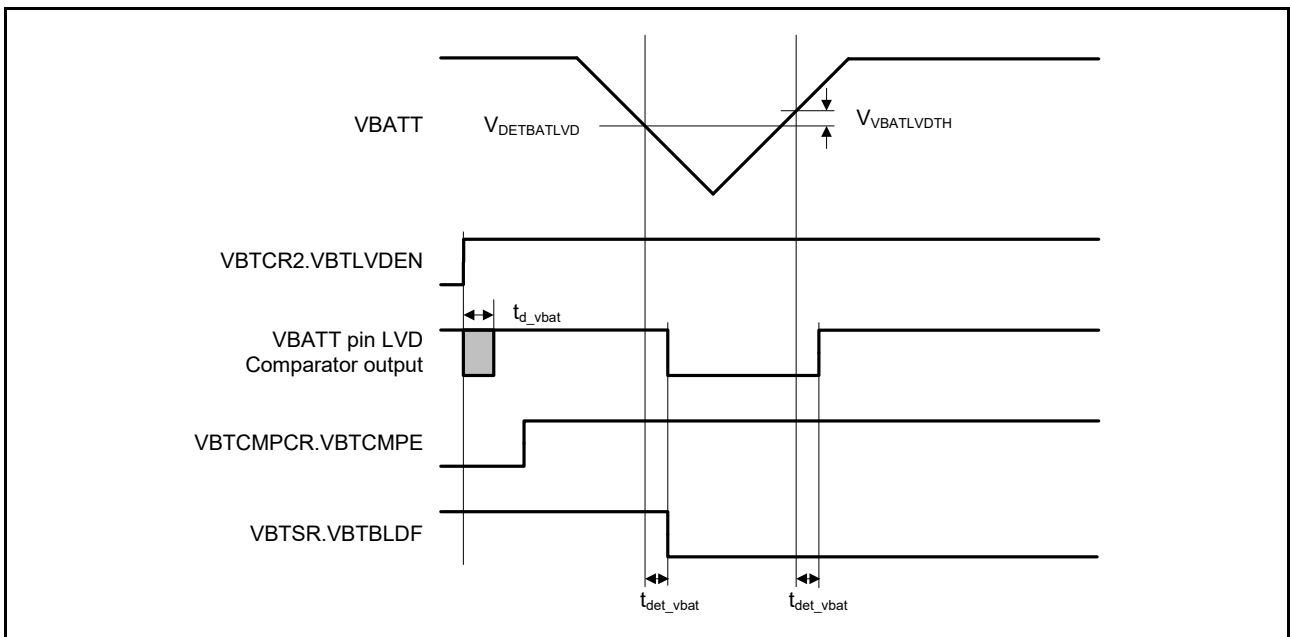 VBATT
VDETBATLVD
VVBATLVDTH
VBTCR2.VBTLVDEN
td_vbat
VBATT pin LVD
Comparator output
VBTCMPCR.VBTCMPE
VBTSR.VBTBLDF
tdet_vbat
tdet_vbat